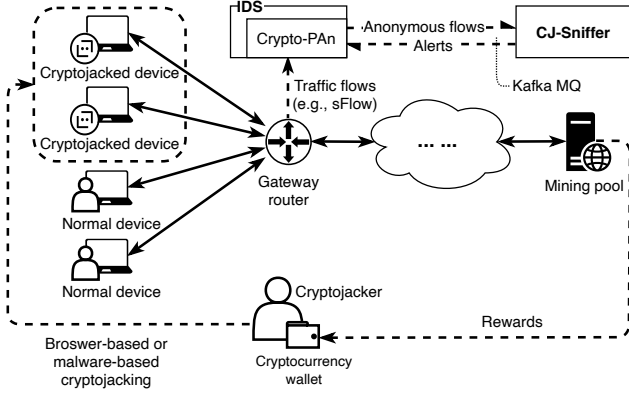 IDS
Crypto-PAn
Anonymous flows
Alerts
CJ-Sniffer
Kafka MQ
Cryptojacked device
Cryptojacked device
Traffic flows
(e.g., sFlow)
... ...
Gateway
router
Mining pool
Normal device
Normal device
Cryptojacker
Rewards
Broswer-based or
malware-based
cryptojacking
Cryptocurrency
wallet